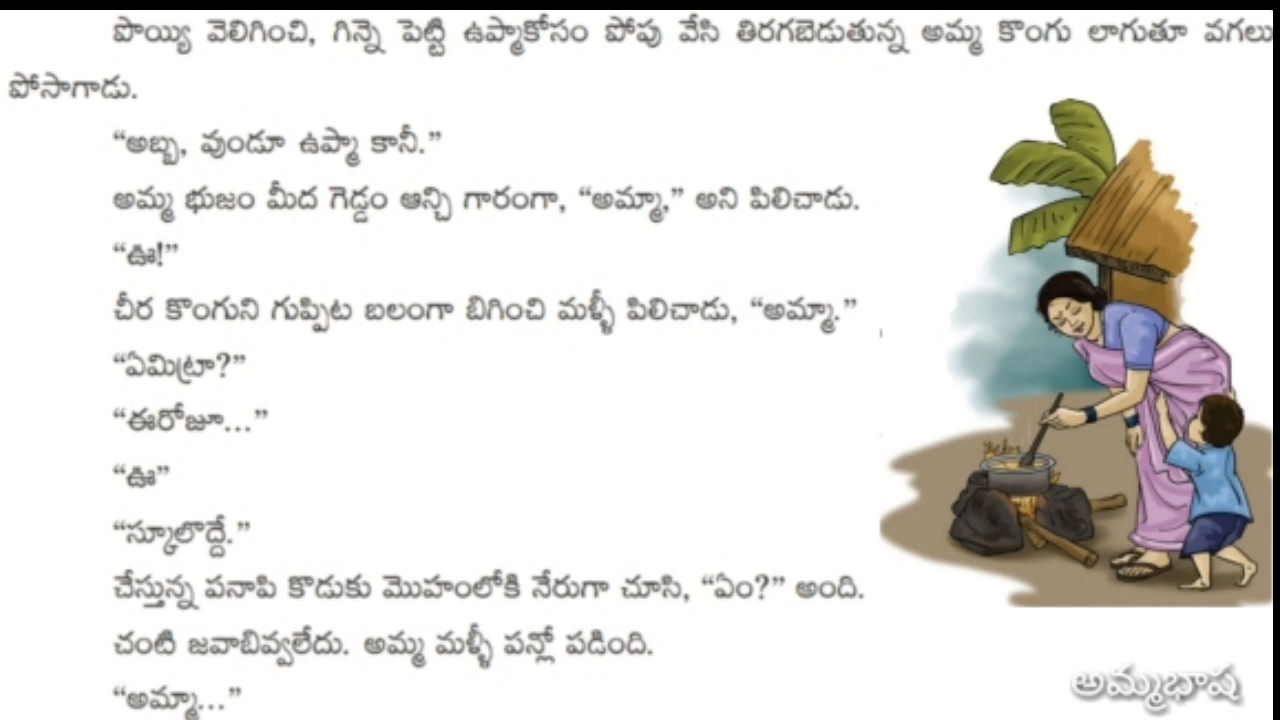 పొయ్యి వెలిగించి, గిన్నె పెట్టి ఉప్మాకోసం పోపు వేసి తిరగబెడుతున్న అమ్మ కొంగు లాగుతూ వగలు
పోసాగాడు.
“అబ్బ, వుండూ ఉప్మా కానీ.”
అమ్మ భుజం మీద గెడ్డం ఆన్చి గారంగా, “అమ్మా,” అని పిలిచాడు.
“ఊ!”
చీర కొంగుని గుప్పిట బలంగా బిగించి మళ్ళీ పిలిచాడు, “అమ్మా.”
“ఏమిట్రా?”
“ఈరోజూ...”
“ఊ”
“స్కూలొద్దే.”
చేస్తున్న పనాపి కొడుకు మొహంలోకి నేరుగా చూసి, “ఏం?” అంది.
చంటి జవాబివ్వలేదు. అమ్మ మళ్ళీ పన్లో పడింది.
“అమ్మా...”
అమ్మభాష